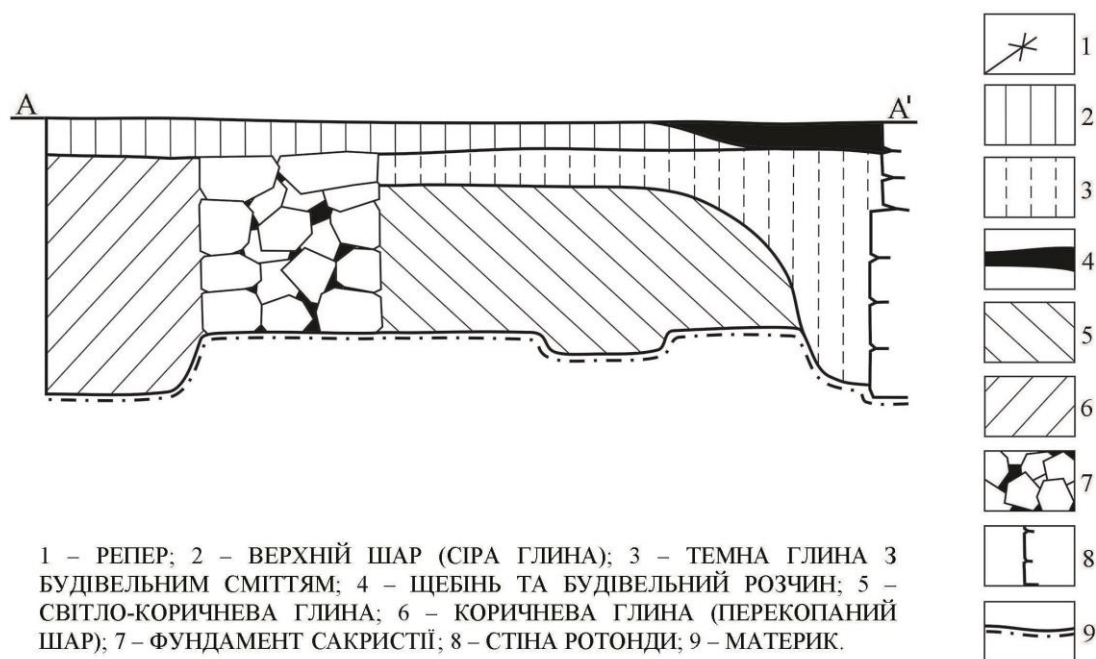 А
А'
1
2
3
4
5
6
7
8
9
1 – РЕПЕР; 2 – ВЕРХНІЙ ШАР (СІРА ГЛИНА); 3 – ТЕМНА ГЛИНА З
БУДІВЕЛЬНИМ СМІТТЯМ; 4 – ЩЕБІНЬ ТА БУДІВЕЛЬНИЙ РОЗЧИН; 5 –
СВІТЛО-КОРИЧНЕВА ГЛИНА; 6 – КОРИЧНЕВА ГЛИНА (ПЕРЕКОПАНИЙ
ШАР); 7 – ФУНДАМЕНТ САКРИСТІЇ; 8 – СТІНА РОТОНДИ; 9 – МАТЕРИК.